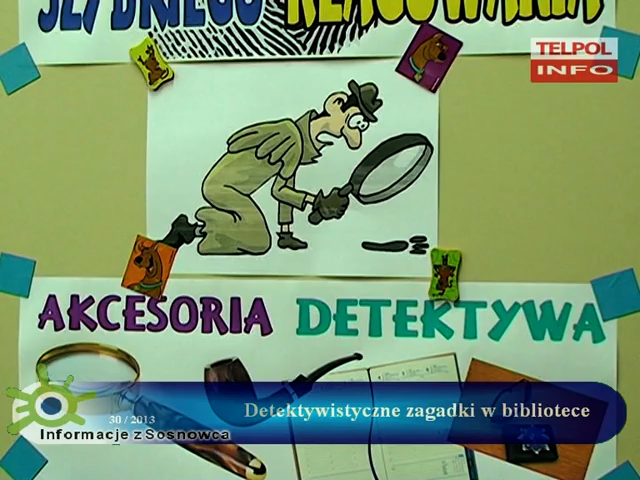 TELPOL
INFO
AKCESORIA DETEKTYWA
Detektywistyczne zagadki w bibliotece
30 / 2013
Informacje z Sosnowca